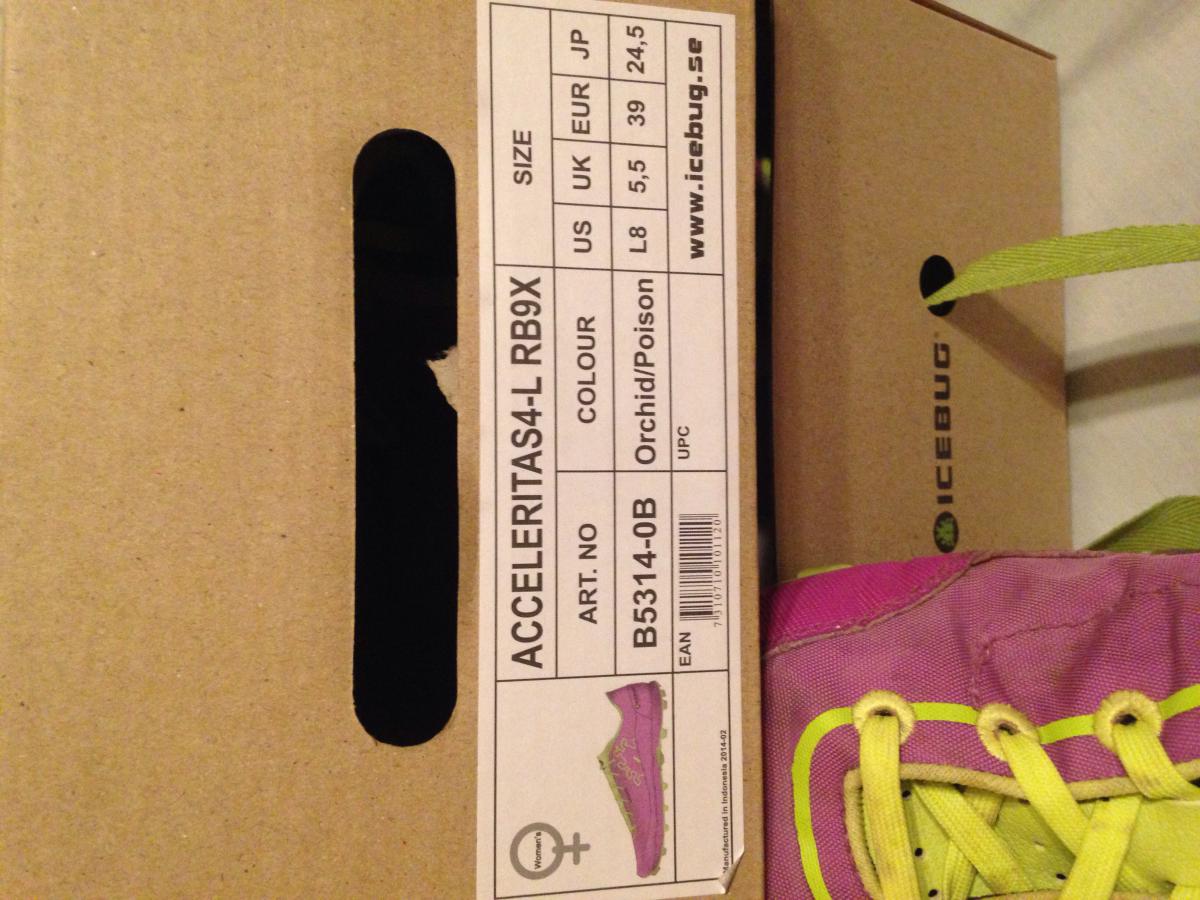 ACCELERITAS4-L RB9X
SIZE
ART. NO
COLOUR
US
UK
EUR
JP
B5314-0B
Orchid/Poison
L8
5,5
39
24,5
EAN
7310710101120
UPC
www.icebug.se
Women's
Manufactured in Indonesia 2014-02
ICEBUG